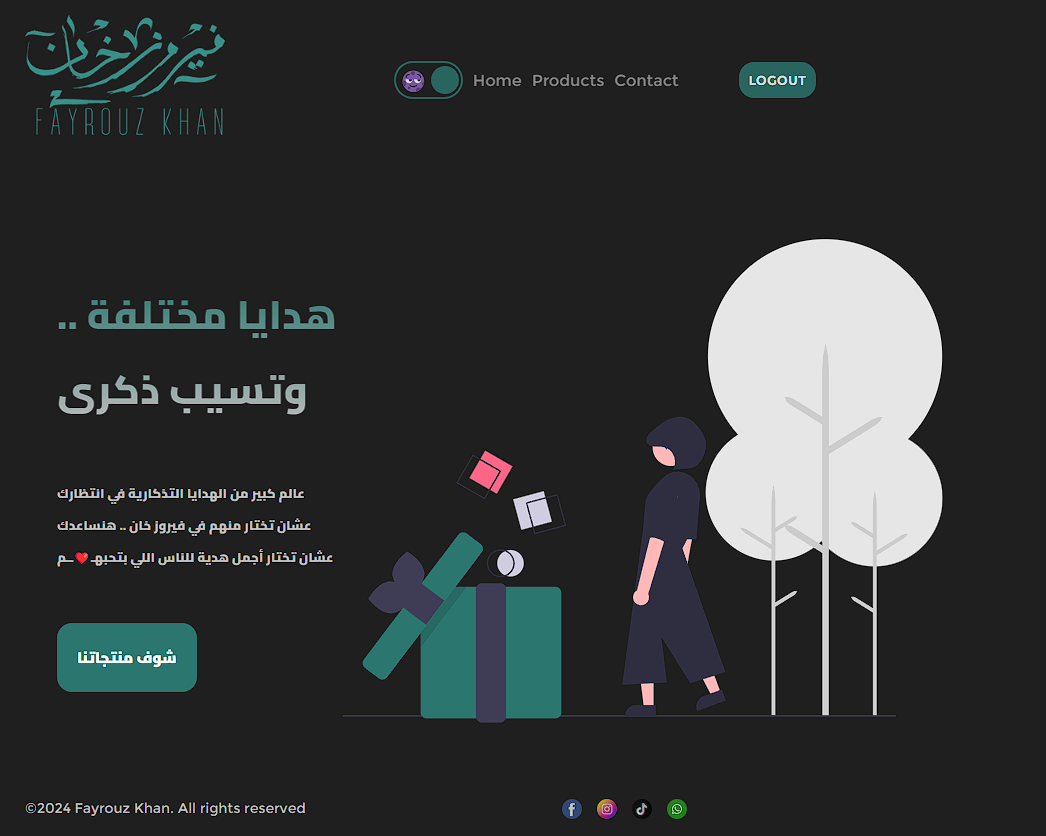 فيروز خان
FAYROUZ KHAN
Home Products Contact
LOGOUT
هدايا مختلفة ..
وتسيب ذكرى
عالم كبير من الهدايا التذكارية في انتظارك
عشان تختار منهم في فيروز خان .. هنساعدك
عشان تختار أجمل هدية للناس اللي بتحبهـ❤️ـم
شوف منتجاتنا
©2024 Fayrouz Khan. All rights reserved